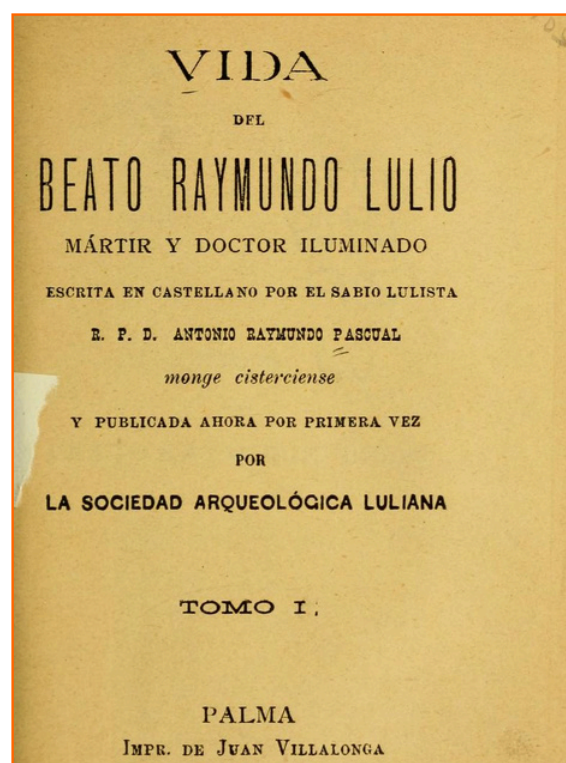 VIDA
DEL
BEATO RAYMUNDO LULIO
MÁRTIR Y DOCTOR ILUMINADO
ESCRITA EN CASTELLANO POR EL SABIO LULISTA
R. P. D. ANTONIO RAYMUNDO PASCUAL
monge cisterciense
Y PUBLICADA AHORA POR PRIMERA VEZ
POR
LA SOCIEDAD ARQUEOLÓGICA LULIANA
TOMO I.
PALMA
IMPR. DE JUAN VILLALONGA